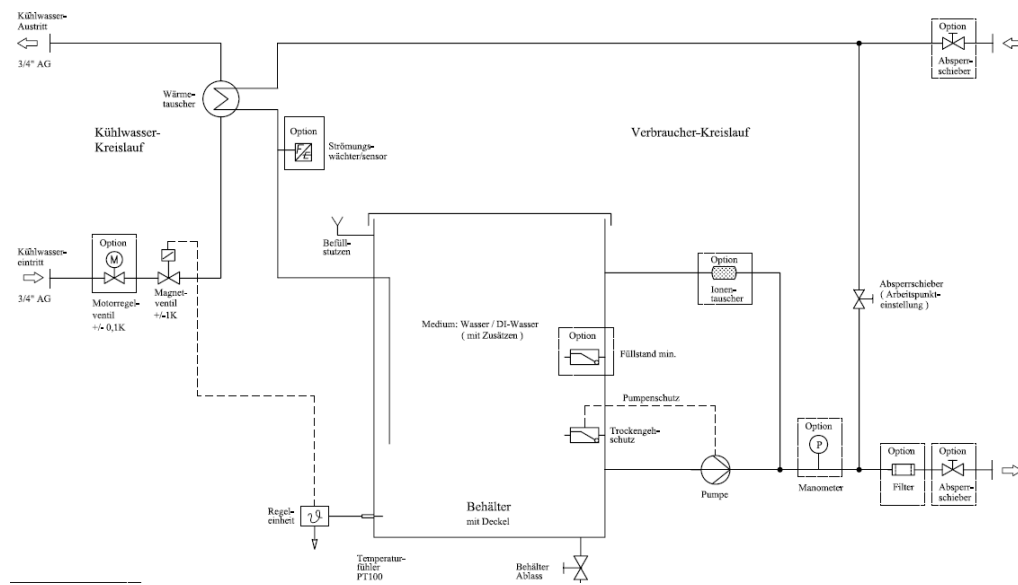 Kühlwasser-
Austritt
3/4" AG
Wärme-
tauscher
Kühlwasser-
Kreislauf
Option
Strömungs-
wächter/sensor
Verbraucher-Kreislauf
Option
Absperr-
schieber
Kühlwasser-
eintritt
3/4" AG
Option
M
Motorregel-
ventil
+/- 0,1K
Magnet-
ventil
+/-1K
Befüll-
stutzen
Medium: Wasser / DI-Wasser
( mit Zusätzen )
Option
Ionen-
tauscher
Absperrschieber
( Arbeitspunkt-
einstellung )
Option
Füllstand min.
Pumpenschutz
Trockengeh-
schutz
Pumpe
Option
P
Manometer
Option
Filter
Option
Absperr-
schieber
Regel-
einheit
ϑ
Temperatur-
fühler
PT100
Behälter
mit Deckel
Behälter
Ablass